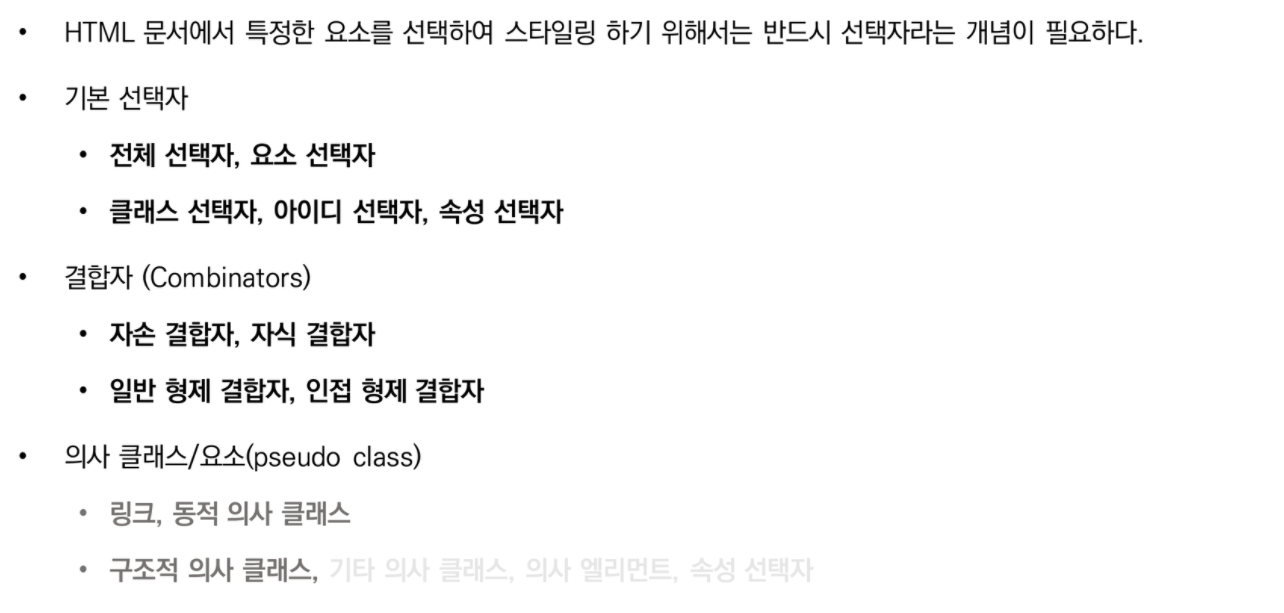 • HTML 문서에서 특정한 요소를 선택하여 스타일링 하기 위해서는 반드시 선택자라는 개념이 필요하다.
• 기본 선택자
• 전체 선택자, 요소 선택자
• 클래스 선택자, 아이디 선택자, 속성 선택자
• 결합자 (Combinators)
• 자손 결합자, 자식 결합자
• 일반 형제 결합자, 인접 형제 결합자
• 의사 클래스/요소(pseudo class)
• 링크, 동적 의사 클래스
• 구조적 의사 클래스, 기타 의사 클래스, 의사 엘리먼트, 속성 선택자